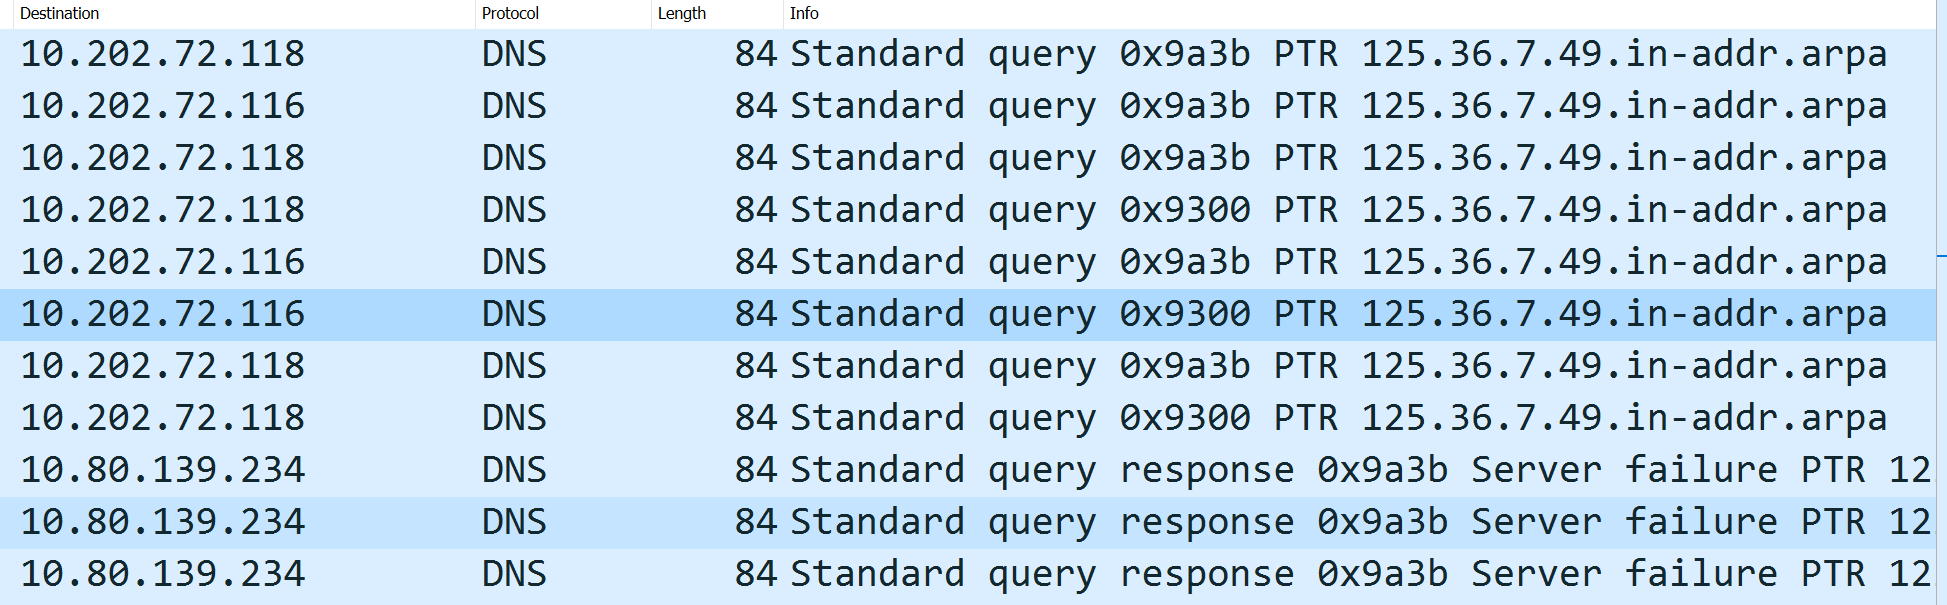 Destination Protocol Length Info
10.202.72.118 DNS 84 Standard query 0x9a3b PTR 125.36.7.49.in-addr.arpa
10.202.72.116 DNS 84 Standard query 0x9a3b PTR 125.36.7.49.in-addr.arpa
10.202.72.118 DNS 84 Standard query 0x9a3b PTR 125.36.7.49.in-addr.arpa
10.202.72.118 DNS 84 Standard query 0x9300 PTR 125.36.7.49.in-addr.arpa
10.202.72.116 DNS 84 Standard query 0x9a3b PTR 125.36.7.49.in-addr.arpa
10.202.72.116 DNS 84 Standard query 0x9300 PTR 125.36.7.49.in-addr.arpa
10.202.72.118 DNS 84 Standard query 0x9a3b PTR 125.36.7.49.in-addr.arpa
10.202.72.118 DNS 84 Standard query 0x9300 PTR 125.36.7.49.in-addr.arpa
10.80.139.234 DNS 84 Standard query response 0x9a3b Server failure PTR 12
10.80.139.234 DNS 84 Standard query response 0x9a3b Server failure PTR 12
10.80.139.234 DNS 84 Standard query response 0x9a3b Server failure PTR 12